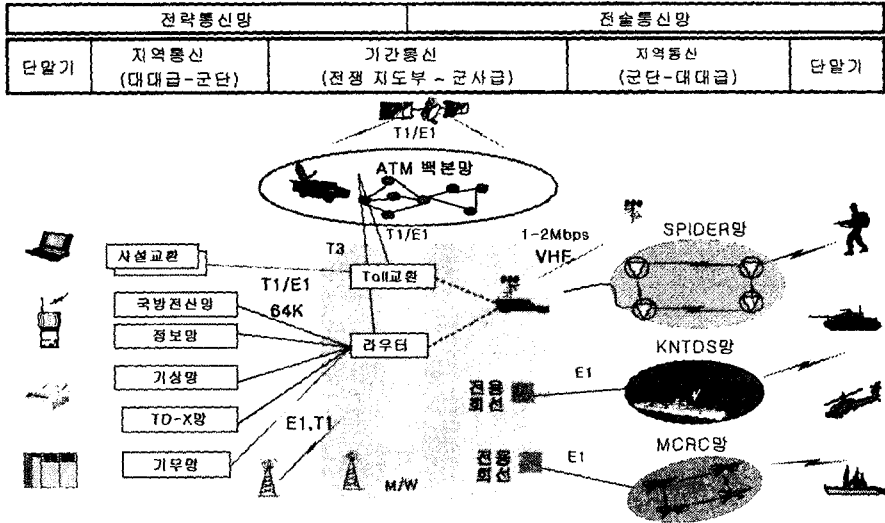 전략통신망
전술통신망
단말기
지역통신
(대대급-군단)
기간통신
(전쟁 지도부 ~ 군사급)
지역통신
(군단-대대급)
단말기
T1/E1
ATM 백본망
T1/E1
T3
1-2Mbps
VHF
SPIDER망
사설교환
T1/E1
64K
Toll교환
국방전산망
정보망
라우터
기상망
TD-X망
E1,T1
기무망
M/W
전용
회선
E1
KNTDS망
전용
회선
E1
MCRC망